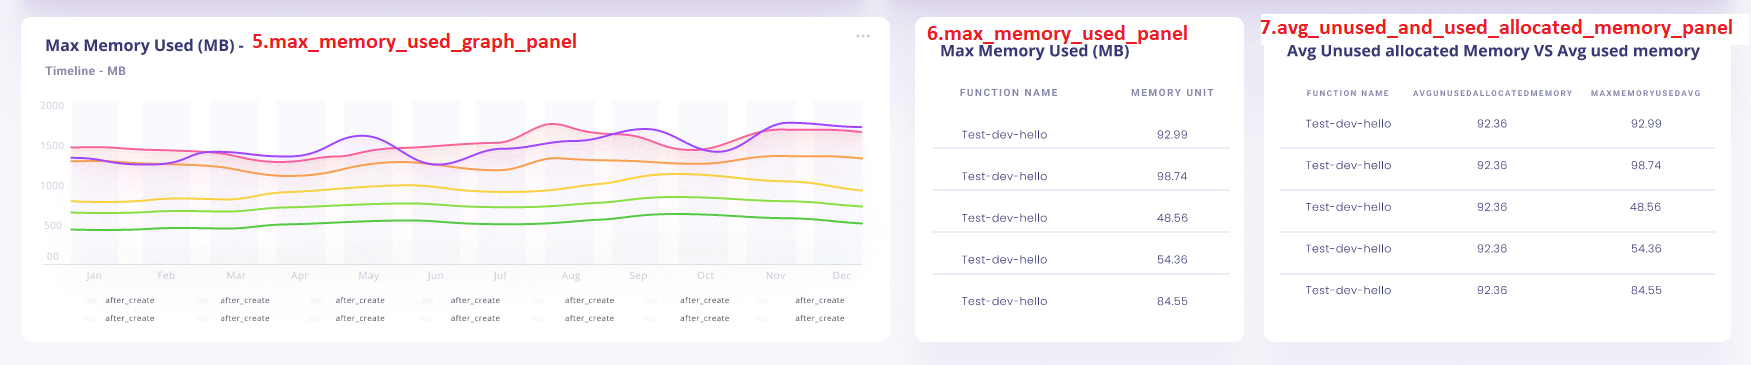 Max Memory Used (MB) - 5.max_memory_used_graph_panel
Timeline - MB
2000
1500
1000
500
00
Jan Feb Mar Apr May Jun Jul Aug Sep Oct Nov Dec
after_create after_create after_create after_create after_create after_create after_create
after_create after_create after_create after_create after_create after_create after_create
6.max_memory_used_panel
Max Memory Used (MB)
FUNCTION NAME MEMORY UNIT
Test-dev-hello 92.99
Test-dev-hello 98.74
Test-dev-hello 48.56
Test-dev-hello 54.36
Test-dev-hello 84.55
7.avg_unused_and_used_allocated_memory_panel
Avg Unused allocated Memory VS Avg used memory
FUNCTION NAME AVGUNUSEDALLOCATEDMEMORY MAXMEMORYUSEDAVG
Test-dev-hello 92.36 92.99
Test-dev-hello 92.36 98.74
Test-dev-hello 92.36 48.56
Test-dev-hello 92.36 54.36
Test-dev-hello 92.36 84.55